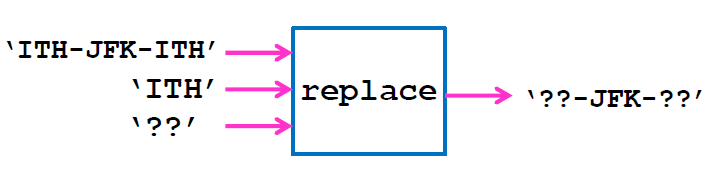 ‘ITH-JFK-ITH’
‘ITH’
‘??’
replace
‘??-JFK-??’